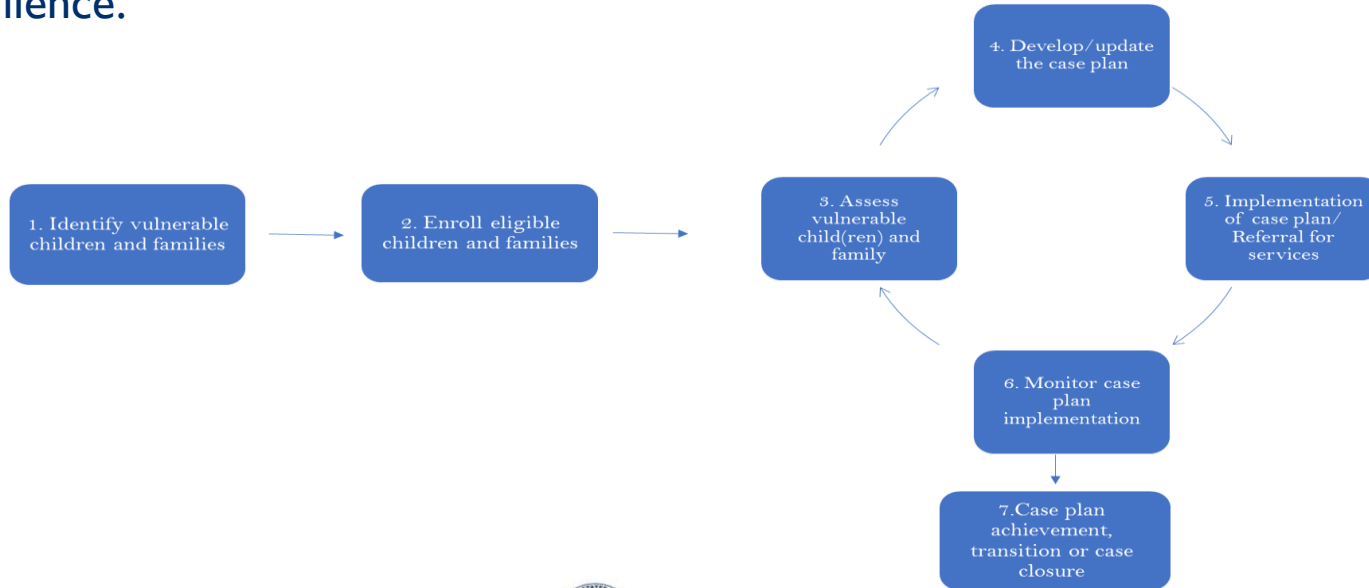 ilience.
1. Identify vulnerable
children and families
2. Enroll eligible
children and families
3. Assess
vulnerable
child(ren) and
family
4. Develop/update
the case plan
5. Implementation
of case plan/
Referral for
services
6. Monitor case
plan
implementation
7.Case plan
achievement,
transition or case
closure